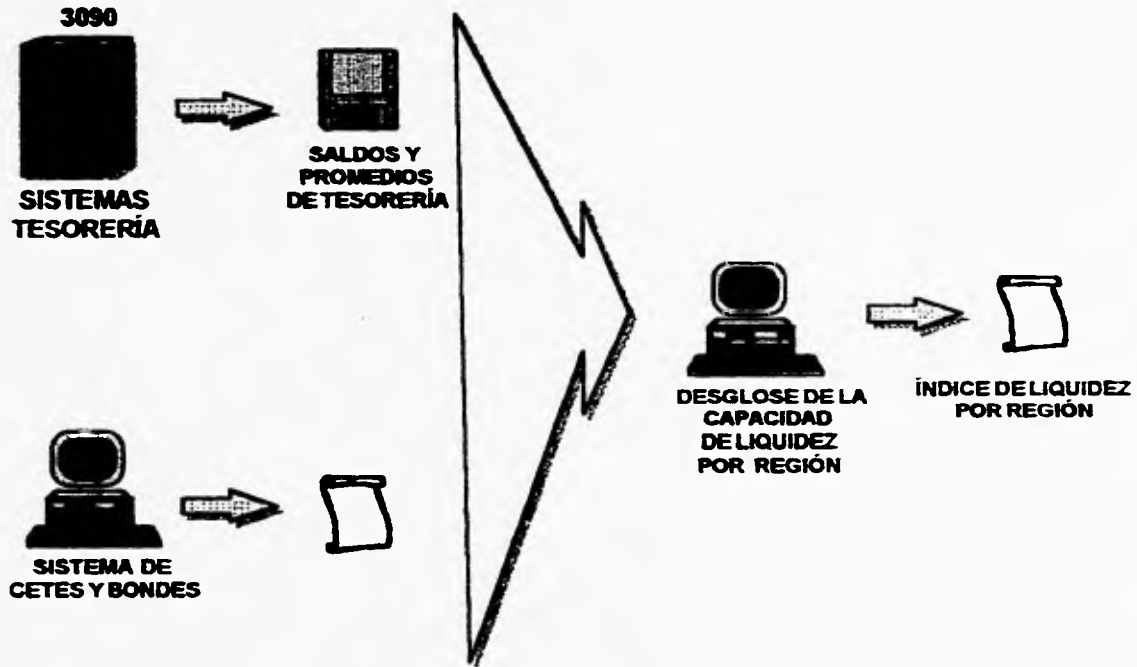 3090
SISTEMAS
TESORERÍA
SALDOS Y
PROMEDIOS
DE TESORERÍA
SISTEMA DE
CETES Y BONDES
DESGLOSE DE LA
CAPACIDAD
DE LIQUIDEZ
POR REGIÓN
ÍNDICE DE LIQUIDEZ
POR REGIÓN